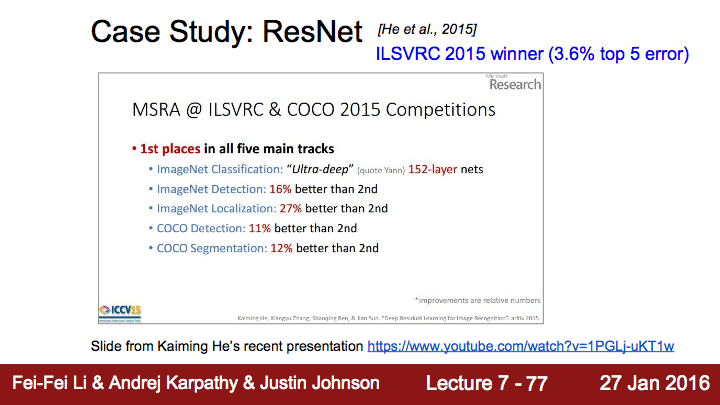 Case Study: ResNet [He et al., 2015]
ILSVRC 2015 winner (3.6% top 5 error)
Microsoft
Research
MSRA @ ILSVRC & COCO 2015 Competitions
• 1st places in all five main tracks
• ImageNet Classification: “Ultra-deep” (quote Yann) 152-layer nets
• ImageNet Detection: 16% better than 2nd
• ImageNet Localization: 27% better than 2nd
• COCO Detection: 11% better than 2nd
• COCO Segmentation: 12% better than 2nd
*improvements are relative numbers
ICCV15
Kaiming He, Xiangyu Zhang, Shaoqing Ren, & Jian Sun. "Deep Residual Learning for Image Recognition". arXiv 2015.
Slide from Kaiming He’s recent presentation https://www.youtube.com/watch?v=1PGLj-uKT1w
Fei-Fei Li & Andrej Karpathy & Justin Johnson Lecture 7 - 77 27 Jan 2016